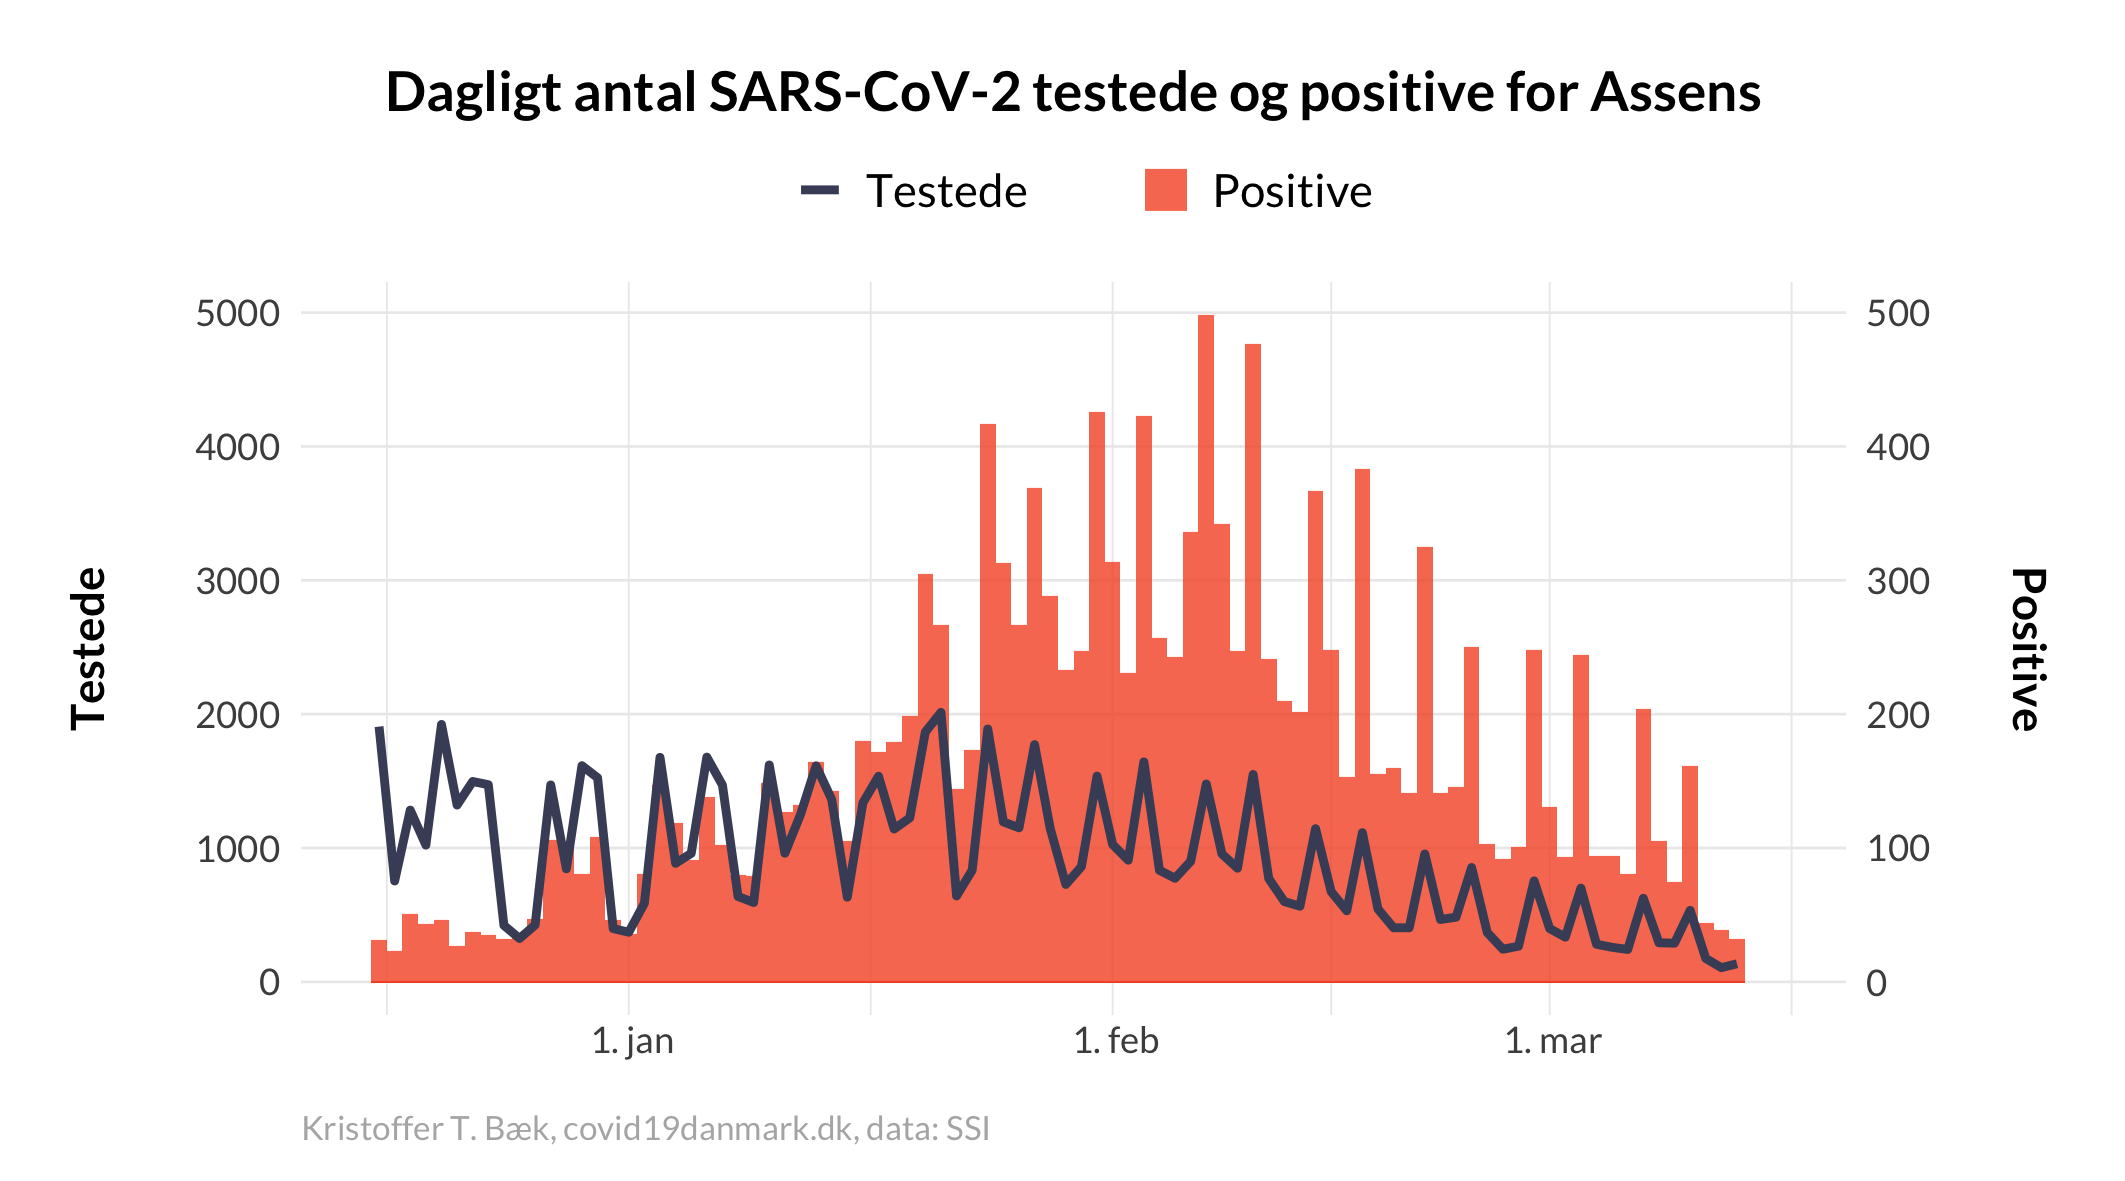 Dagligt antal SARS-CoV-2 testede og positive for Assens
Testede
Positive
5000
4000
3000
2000
1000
0
Testede
500
400
300
200
100
0
Positive
1. jan
1. feb
1. mar
Kristoffer T. Bæk, covid19danmark.dk, data: SSI